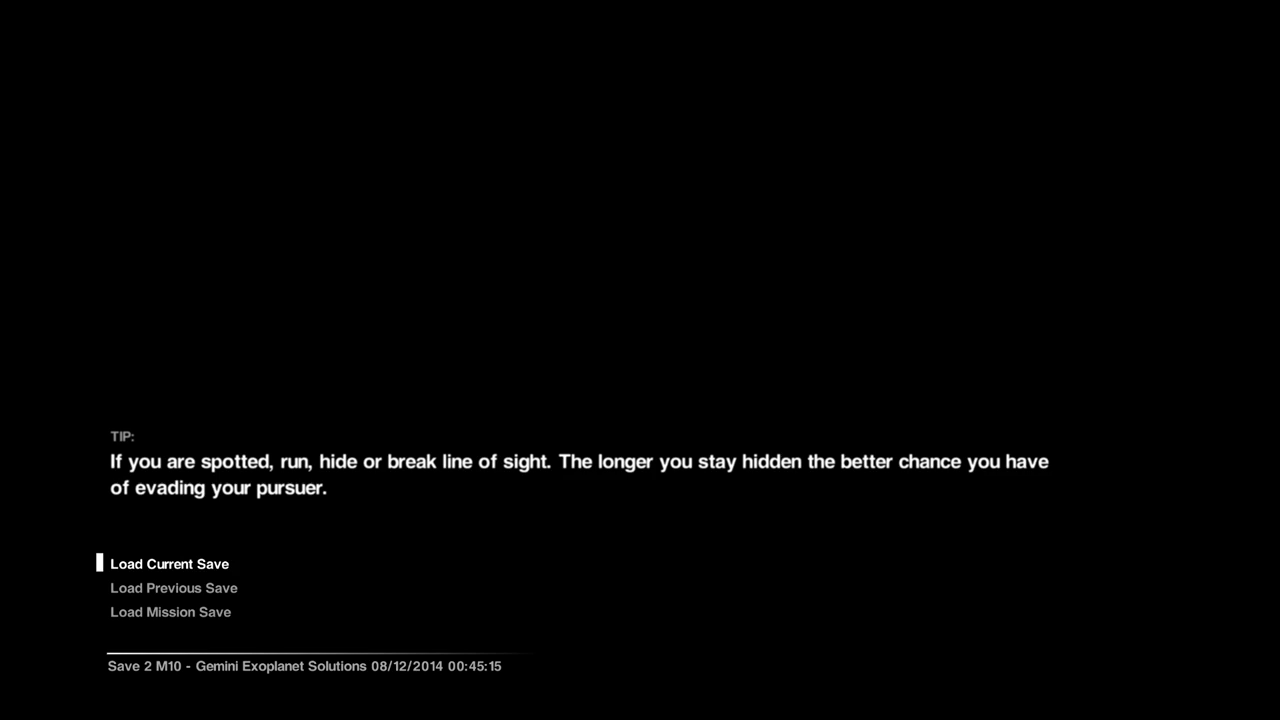 TIP:
If you are spotted, run, hide or break line of sight. The longer you stay hidden the better chance you have
of evading your pursuer.
Load Current Save
Load Previous Save
Load Mission Save
Save 2 M10 - Gemini Exoplanet Solutions 08/12/2014 00:45:15